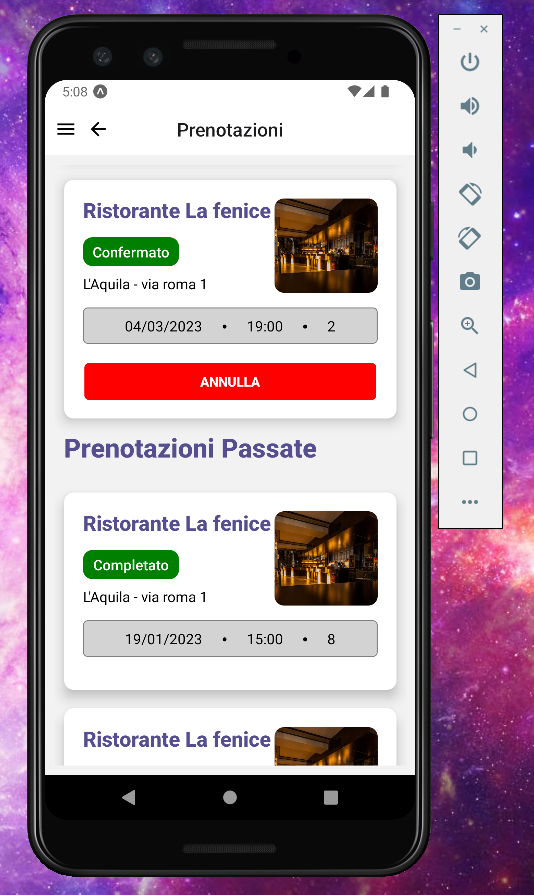 5:08
Prenotazioni
Ristorante La fenice
Confermato
L'Aquila - via roma 1
04/03/2023 • 19:00 • 2
ANNULLA
Prenotazioni Passate
Ristorante La fenice
Completato
L'Aquila - via roma 1
19/01/2023 • 15:00 • 8
Ristorante La fenice